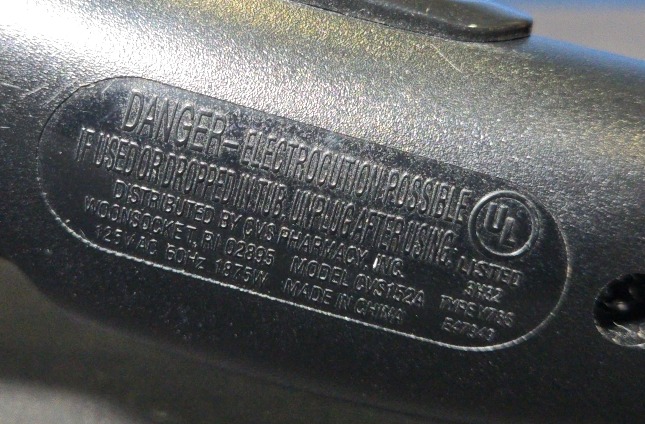 DANGER-ELECTROCUTION POSSIBLE
IF USED OR DROPPED IN TUB. UNPLUG AFTER USING.
DISTRIBUTED BY CVS PHARMACY, INC.
WOONSOCKET, RI 02895 MODEL CVS152A
125V AC 60Hz 1875W MADE IN CHINA
UL
LISTED